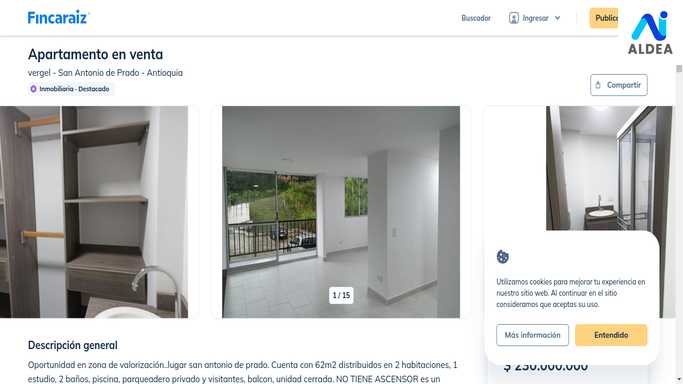 Fincaraíz
Buscador
Ingresar
Public
ALDEA
Apartamento en venta
vergel - San Antonio de Prado - Antioquia
Inmobiliaria - Destacado
Compartir
1 / 15
Utilizamos cookies para mejorar tu experiencia en
nuestro sitio web. Al continuar en el sitio
consideramos que aceptas su uso.
Más información
Entendido
$ 230.000.000
Descripción general
Oportunidad en zona de valorización..lugar san antonio de prado. Cuenta con 62m2 distribuidos en 2 habitaciones, 1
estudio, 2 baños, piscina, parqueadero privado y visitantes, balcon, unidad cerrada. NO TIENE ASCENSOR es un